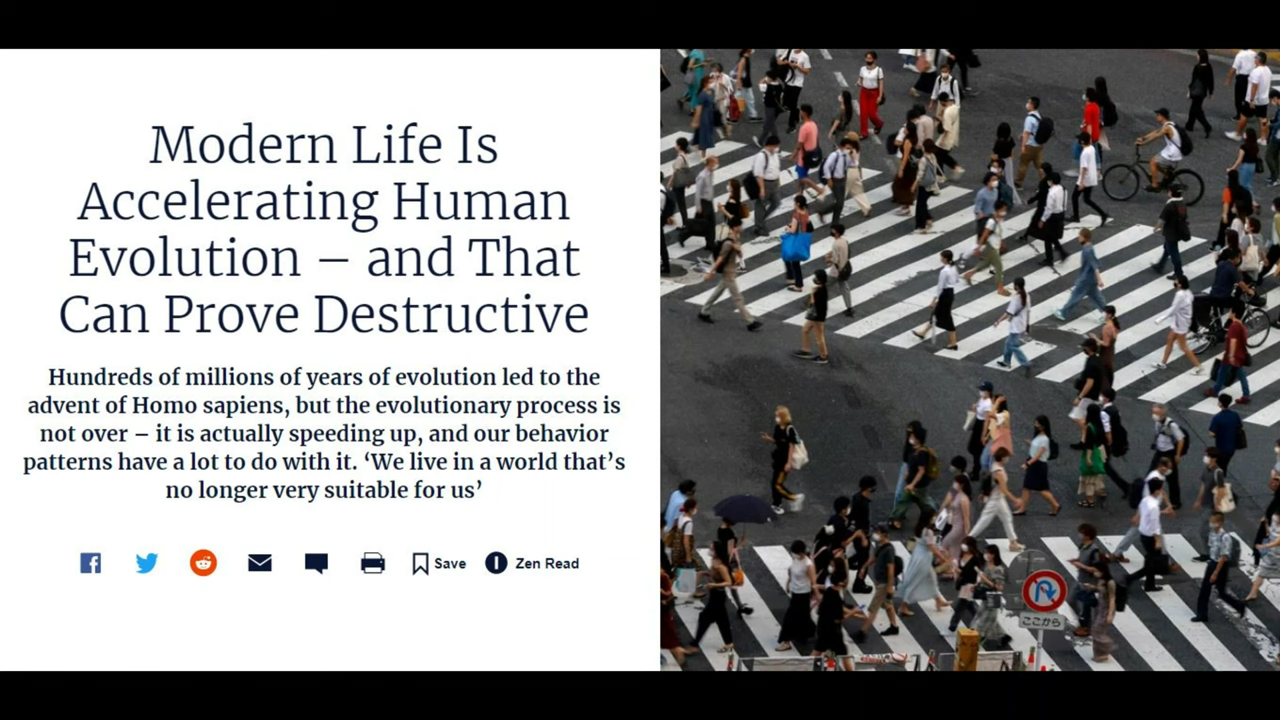 Modern Life Is
Accelerating Human
Evolution – and That
Can Prove Destructive
Hundreds of millions of years of evolution led to the
advent of Homo sapiens, but the evolutionary process is
not over – it is actually speeding up, and our behavior
patterns have a lot to do with it. ‘We live in a world that’s
no longer very suitable for us’
Save
Zen Read
ここから